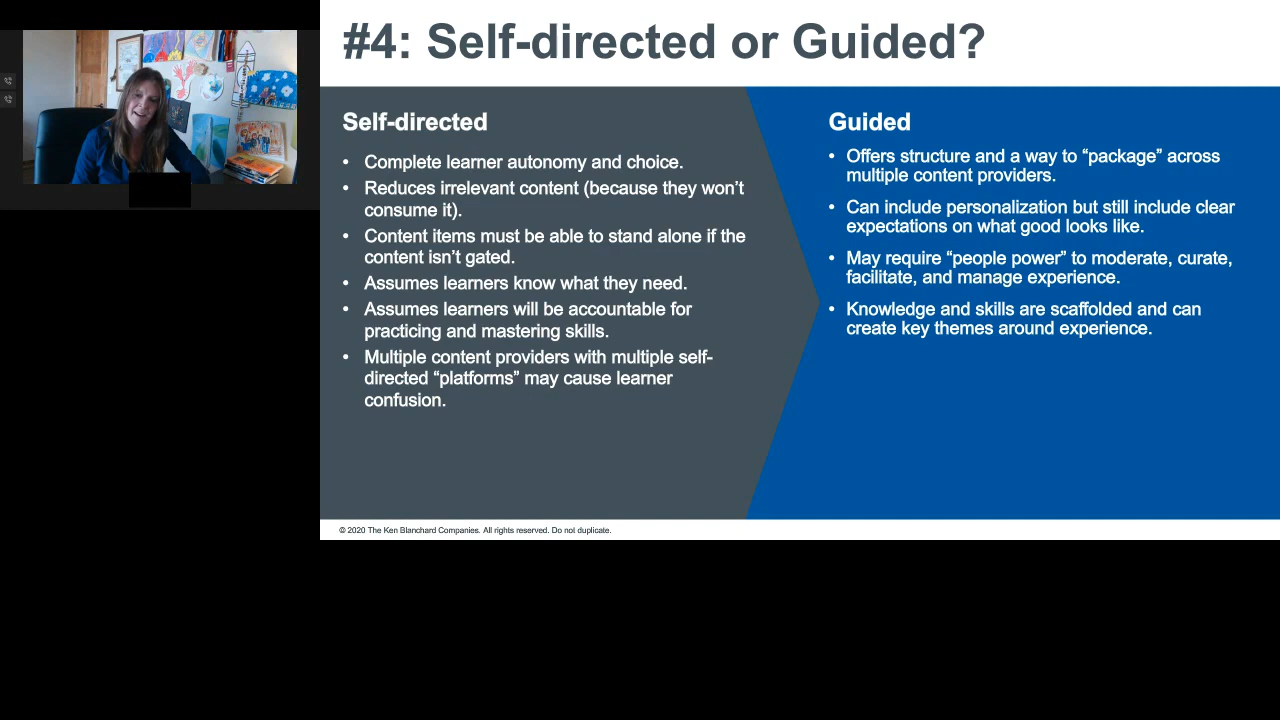 #4: Self-directed or Guided?
Self-directed
• Complete learner autonomy and choice.
• Reduces irrelevant content (because they won’t
consume it).
• Content items must be able to stand alone if the
content isn’t gated.
• Assumes learners know what they need.
• Assumes learners will be accountable for
practicing and mastering skills.
• Multiple content providers with multiple self-
directed “platforms” may cause learner
confusion.
Guided
• Offers structure and a way to “package” across
multiple content providers.
• Can include personalization but still include clear
expectations on what good looks like.
• May require “people power” to moderate, curate,
facilitate, and manage experience.
• Knowledge and skills are scaffolded and can
create key themes around experience.
© 2020 The Ken Blanchard Companies. All rights reserved. Do not duplicate.